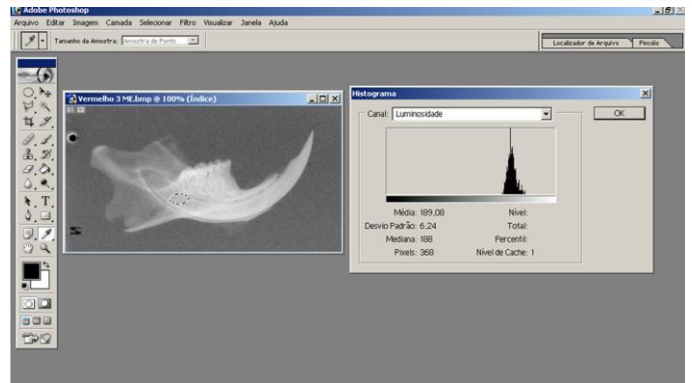 Adobe Photoshop
Arquivo Editar Imagem Camada Selecionar Filtro Visualizar Janela Ajuda
Tamanho da Amostra: Amostra de Ponto
Localizador de Arquivo Pincéis
Vermelho 3 ME.bmp @ 100% (Índice)
Histograma
Canal: Luminosidade
OK
Média: 189,08 Nível:
Desvio Padrão: 6,24 Total:
Mediana: 188 Percentil:
Pixels: 368 Nível de Cache: 1